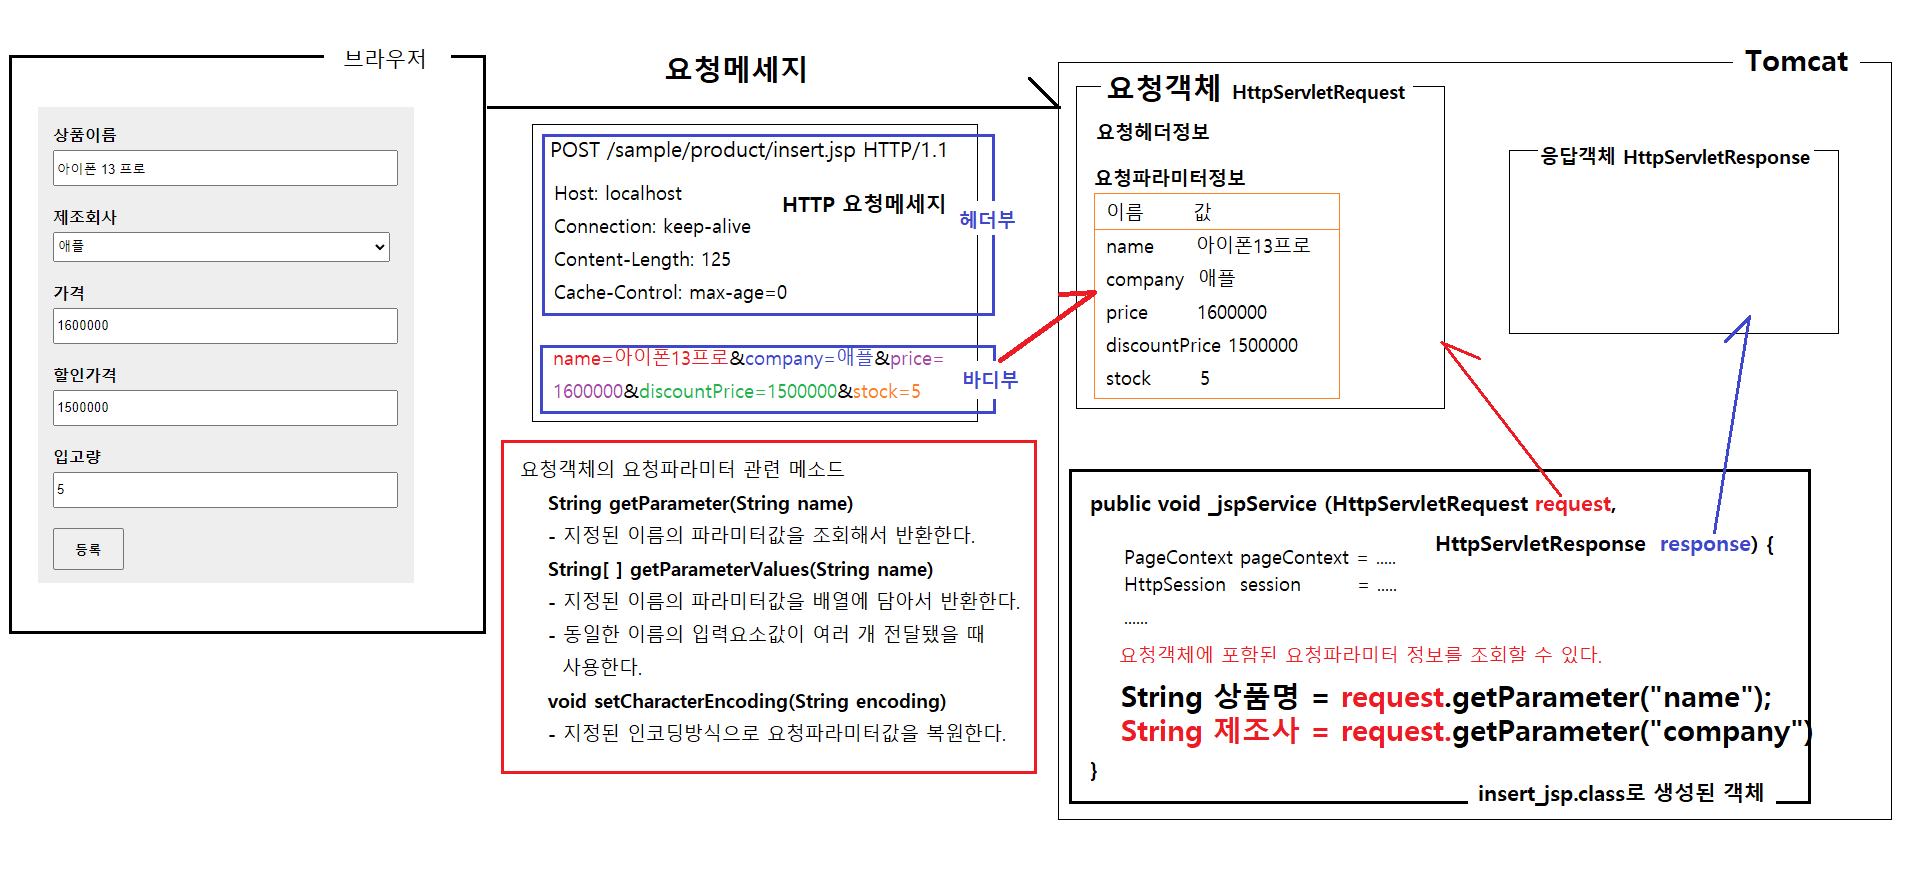 브라우저
상품이름
아이폰 13 프로
제조회사
애플
가격
1600000
할인가격
1500000
입고량
5
등록
요청메세지
POST /sample/product/insert.jsp HTTP/1.1
Host: localhost
HTTP 요청메세지
헤더부
Connection: keep-alive
Content-Length: 125
Cache-Control: max-age=0
name=아이폰13프로&company=애플&price=
1600000&discountPrice=1500000&stock=5
바디부
요청객체의 요청파라미터 관련 메소드
String getParameter(String name)
- 지정된 이름의 파라미터값을 조회해서 반환한다.
String[ ] getParameterValues(String name)
- 지정된 이름의 파라미터값을 배열에 담아서 반환한다.
- 동일한 이름의 입력요소값이 여러 개 전달됐을 때
사용한다.
void setCharacterEncoding(String encoding)
- 지정된 인코딩방식으로 요청파라미터값을 복원한다.
Tomcat
요청객체 HttpServletRequest
요청헤더정보
요청파라미터정보
이름 값
name 아이폰13프로
company 애플
price 1600000
discountPrice 1500000
stock 5
응답객체 HttpServletResponse
public void _jspService (HttpServletRequest request,
HttpServletResponse response) {
PageContext pageContext = .....
HttpSession session = .....
......
요청객체에 포함된 요청파라미터 정보를 조회할 수 있다.
String 상품명 = request.getParameter("name");
String 제조사 = request.getParameter("company")
}
insert_jsp.class로 생성된 객체